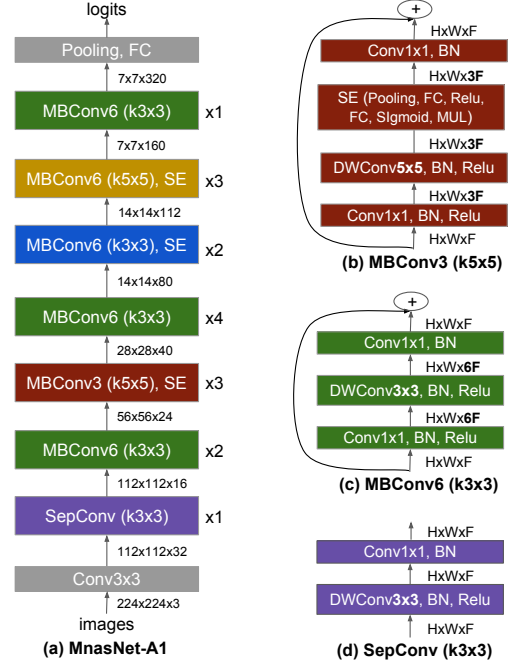 logits
Pooling, FC
7x7x320
MBConv6 (k3x3)
x1
7x7x160
MBConv6 (k5x5), SE
x3
14x14x112
MBConv6 (k3x3), SE
x2
14x14x80
MBConv6 (k3x3)
x4
28x28x40
MBConv3 (k5x5), SE
x3
56x56x24
MBConv6 (k3x3)
x2
112x112x16
SepConv (k3x3)
x1
112x112x32
Conv3x3
224x224x3
images
(a) MnasNet-A1
+
HxWxF
Conv1x1, BN
HxWx3F
SE (Pooling, FC, Relu,
FC, SIgmoid, MUL)
HxWx3F
DWConv5x5, BN, Relu
HxWx3F
Conv1x1, BN, Relu
HxWxF
(b) MBConv3 (k5x5)
+
HxWxF
Conv1x1, BN
HxWx6F
DWConv3x3, BN, Relu
HxWx6F
Conv1x1, BN, Relu
HxWxF
(c) MBConv6 (k3x3)
HxWxF
Conv1x1, BN
HxWxF
DWConv3x3, BN, Relu
HxWxF
(d) SepConv (k3x3)